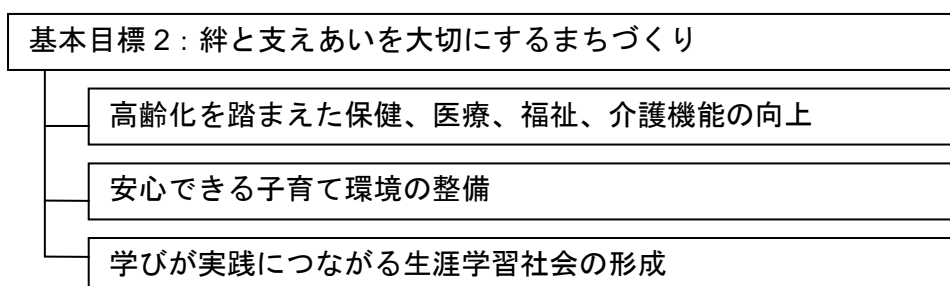 基本目標2：絆と支えあいを大切にするまちづくり
高齢化を踏まえた保健、医療、福祉、介護機能の向上
安心できる子育て環境の整備
学びが実践につながる生涯学習社会の形成